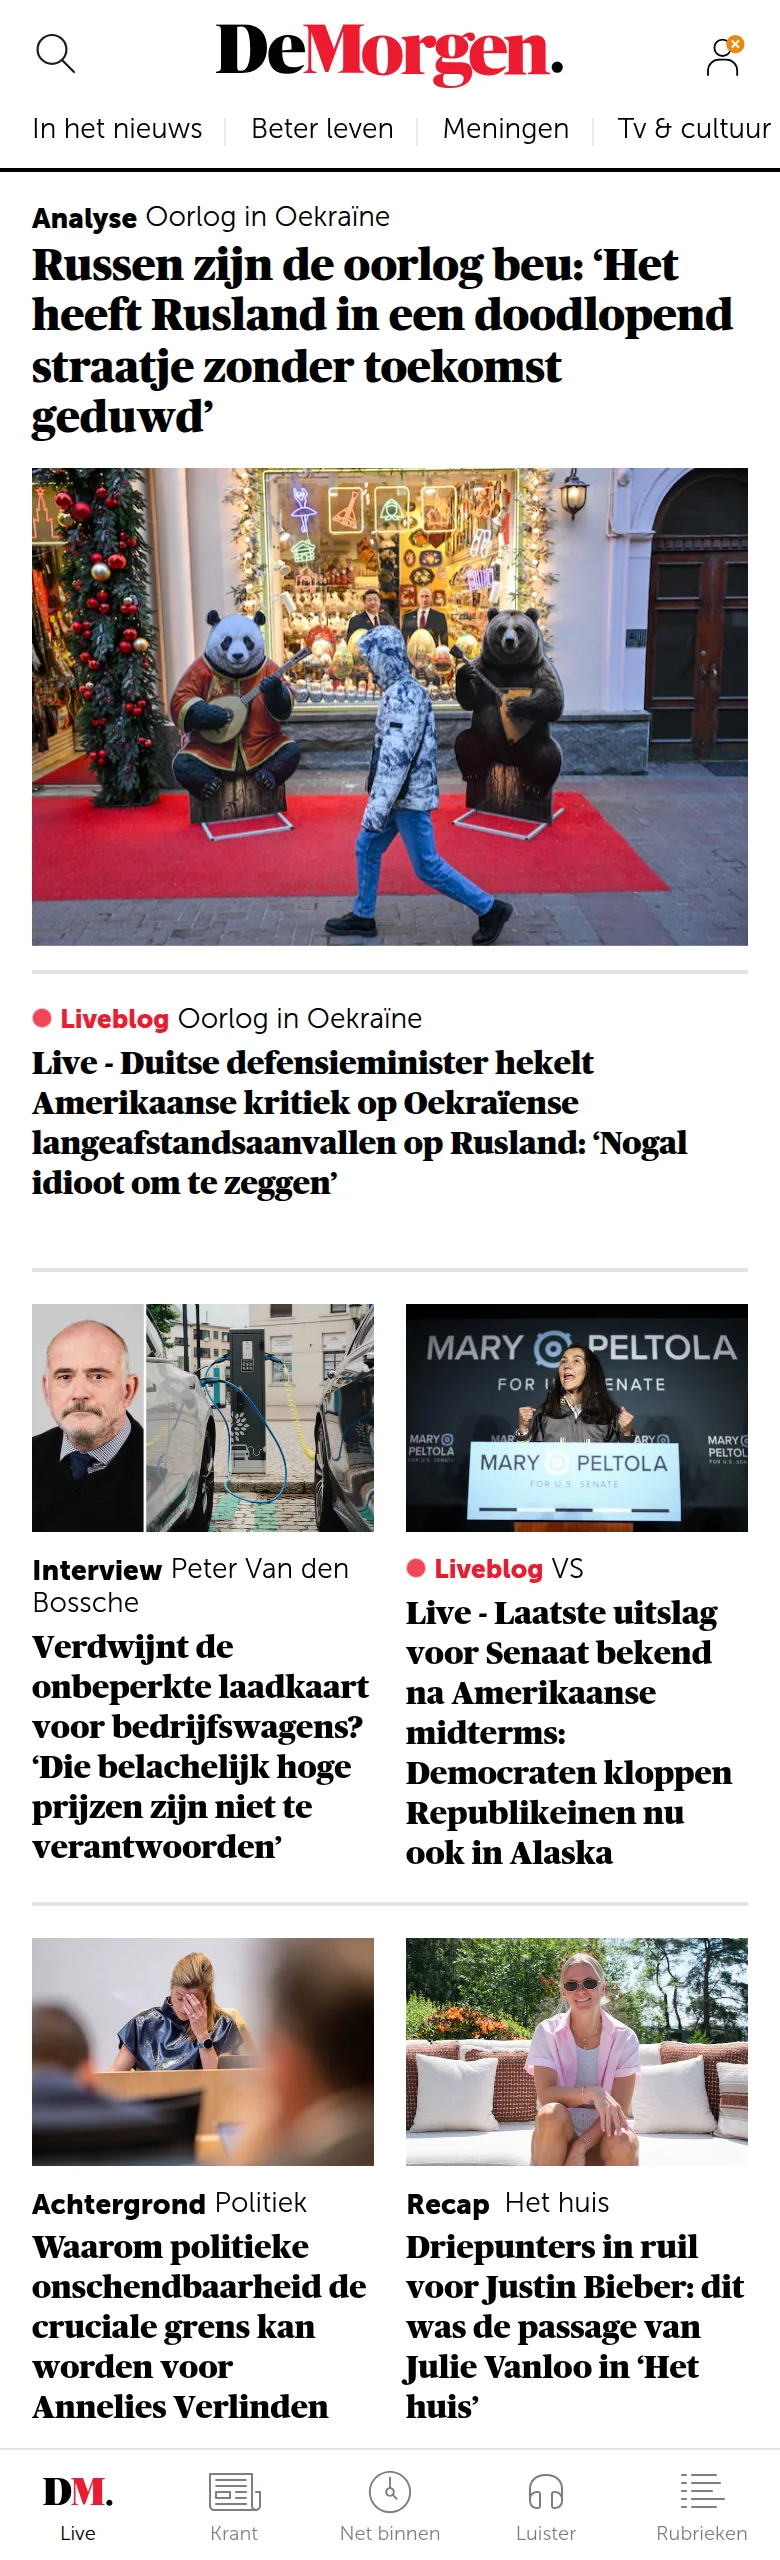 DeMorgen.
In het nieuws
Beter leven
Meningen
Tv & cultuur
Analyse Oorlog in Oekraïne
Russen zijn de oorlog beu: ‘Het
heeft Rusland in een doodlopend
straatje zonder toekomst
geduwd’
Liveblog Oorlog in Oekraïne
Live - Duitse defensieminister hekelt
Amerikaanse kritiek op Oekraïense
langeafstandsaanvallen op Rusland: ‘Nogal
idioot om te zeggen’
Interview Peter Van den
Bossche
Verdwijnt de
onbeperkte laadkaart
voor bedrijfswagens?
‘Die belachelijk hoge
prijzen zijn niet te
verantwoorden’
MARY PELTOLA
FOR ENATE
MARY PELTOLA
FOR U.S. SENATE
MARY
PELTOLA
Liveblog VS
Live - Laatste uitslag
voor Senaat bekend
na Amerikaanse
midterms:
Democraten kloppen
Republikeinen nu
ook in Alaska
Achtergrond Politiek
Waarom politieke
onschendbaarheid de
cruciale grens kan
worden voor
Annelies Verlinden
Recap Het huis
Driepunters in ruil
voor Justin Bieber: dit
was de passage van
Julie Vanloo in ‘Het
huis’
DM.
Live
Krant
Net binnen
Luister
Rubrieken